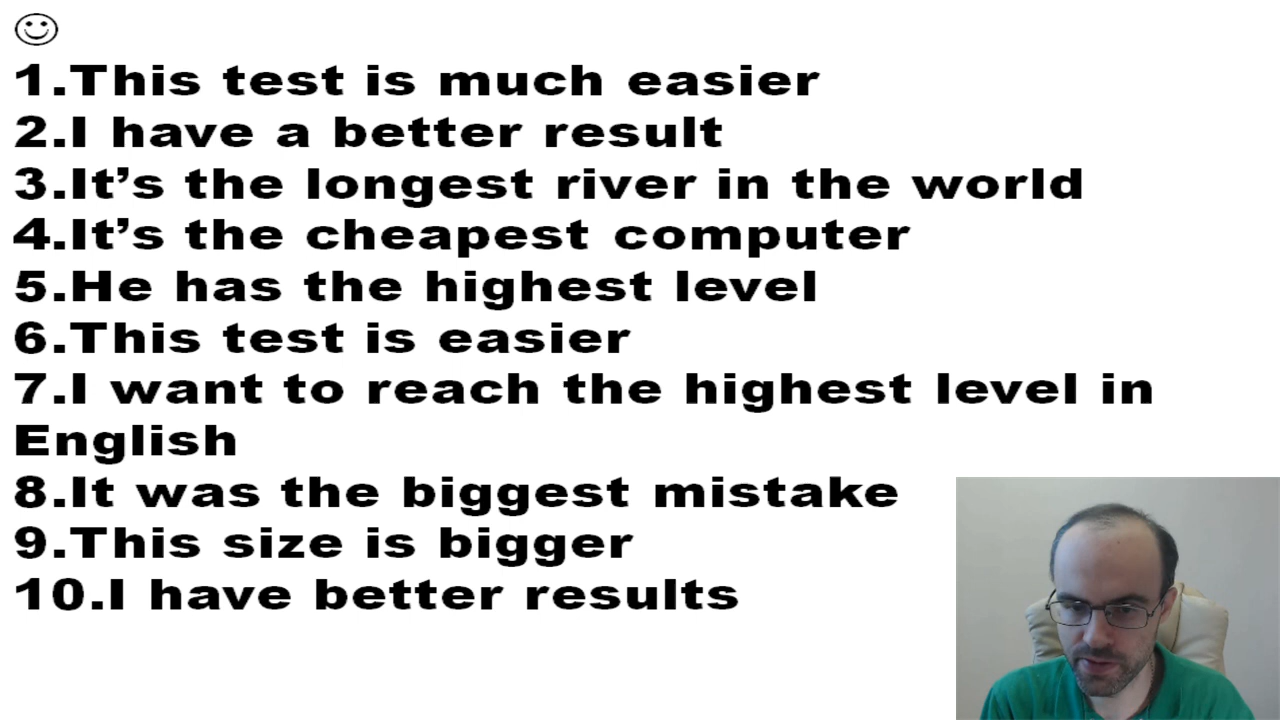 1.This test is much easier
2.I have a better result
3.It’s the longest river in the world
4.It’s the cheapest computer
5.He has the highest level
6.This test is easier
7.I want to reach the highest level in
English
8.It was the biggest mistake
9.This size is bigger
10.I have better results